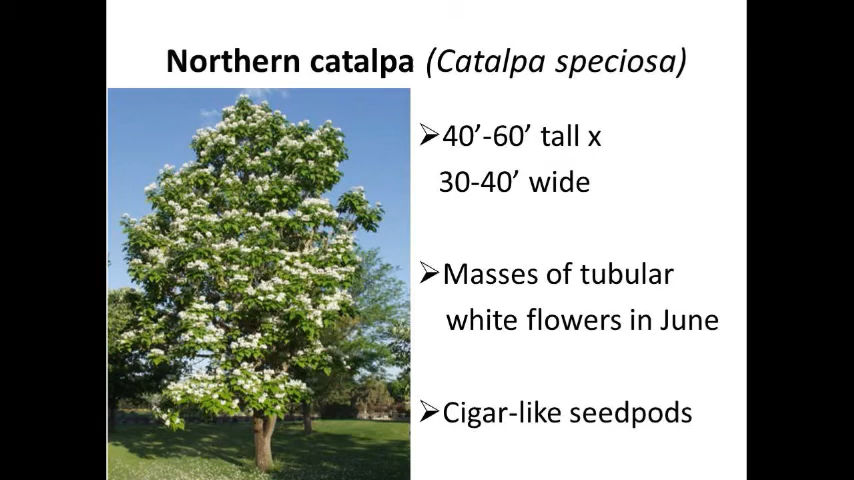 Northern catalpa (Catalpa speciosa)
➢40’-60’ tall x
30-40’ wide
➢Masses of tubular
white flowers in June
➢Cigar-like seedpods